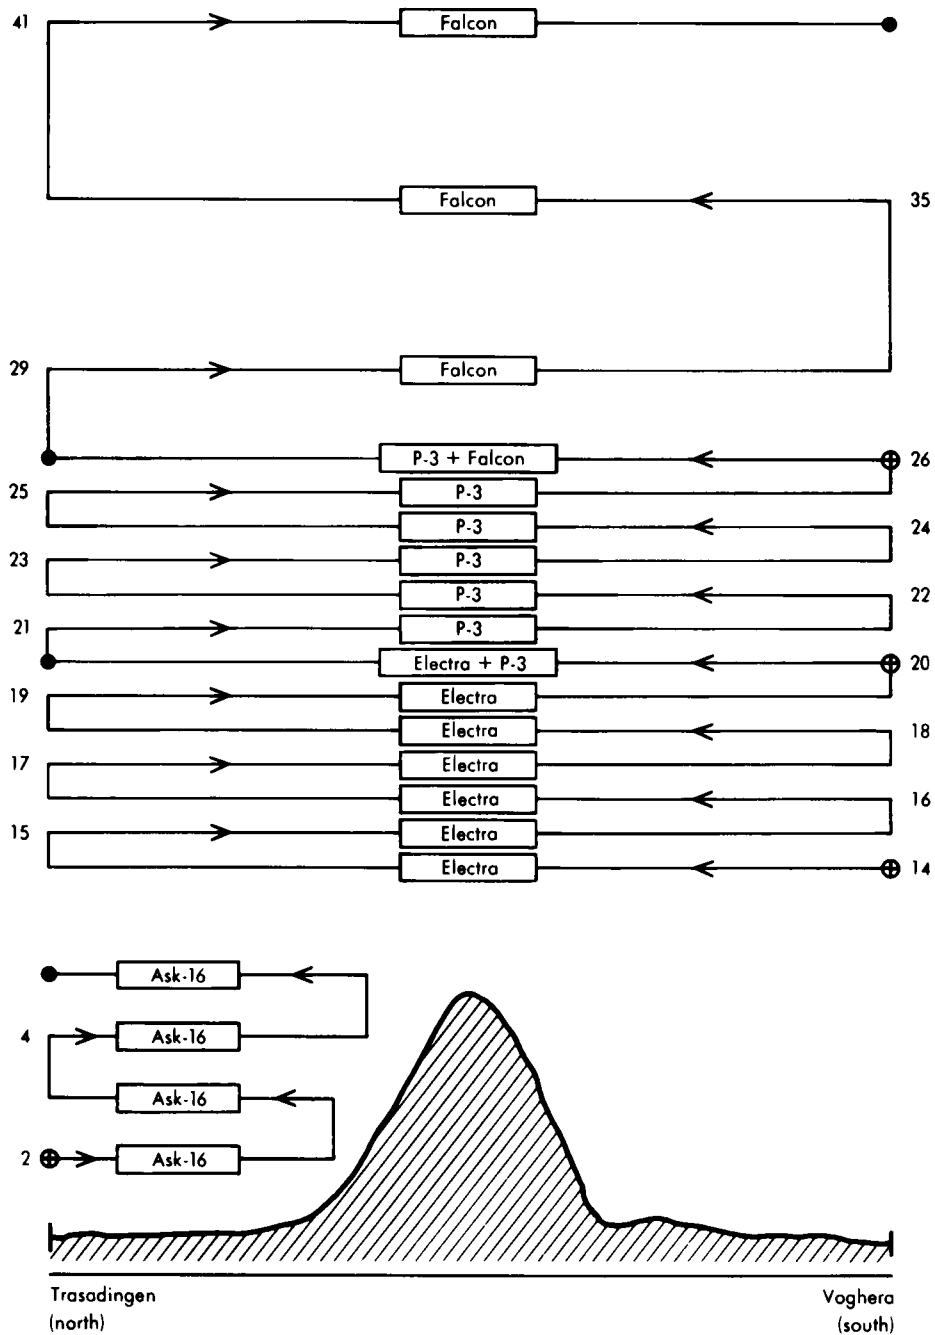 41 Falcon
Falcon 35
29 Falcon
P-3 + Falcon 26
25 P-3
P-3 24
23 P-3
P-3 22
21 P-3
Electra + P-3 20
19 Electra
Electra 18
17 Electra
Electra 16
15 Electra
Electra 14
Ask-16
4 Ask-16
Ask-16
2 Ask-16
Trasadingen Voghera
(north) (south)